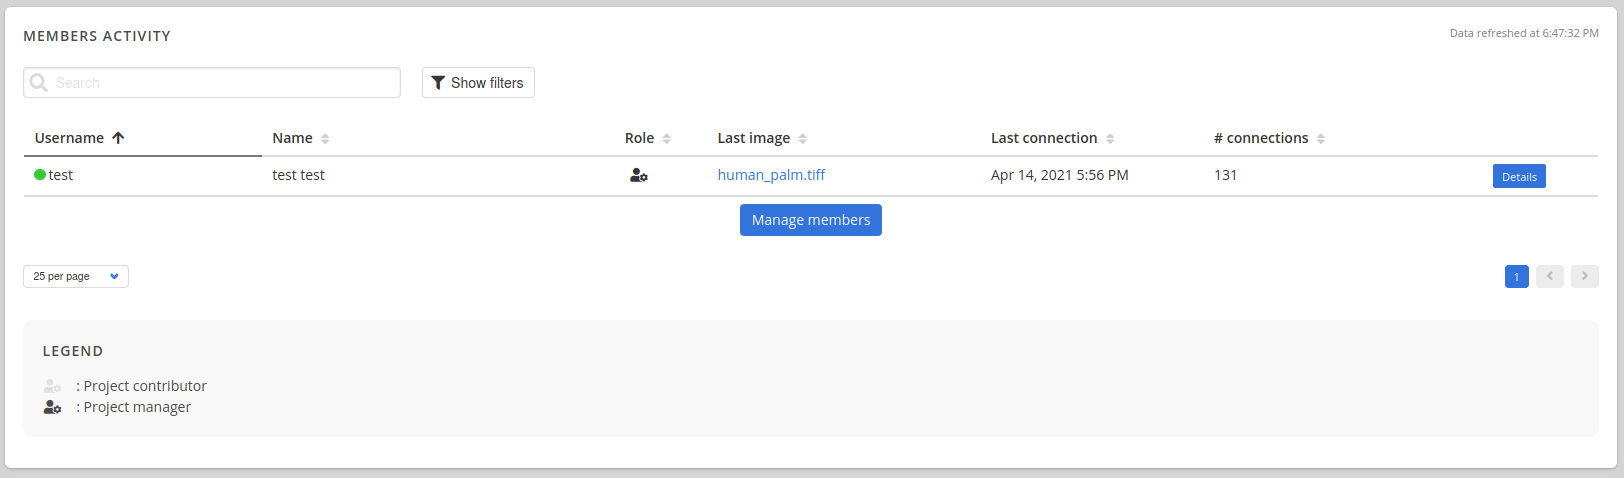 MEMBERS ACTIVITY
Data refreshed at 6:47:32 PM
Search
Show filters
Username Name Role Last image Last connection # connections
test test test human_palm.tiff Apr 14, 2021 5:56 PM 131 Details
Manage members
25 per page
1
LEGEND
: Project contributor
: Project manager